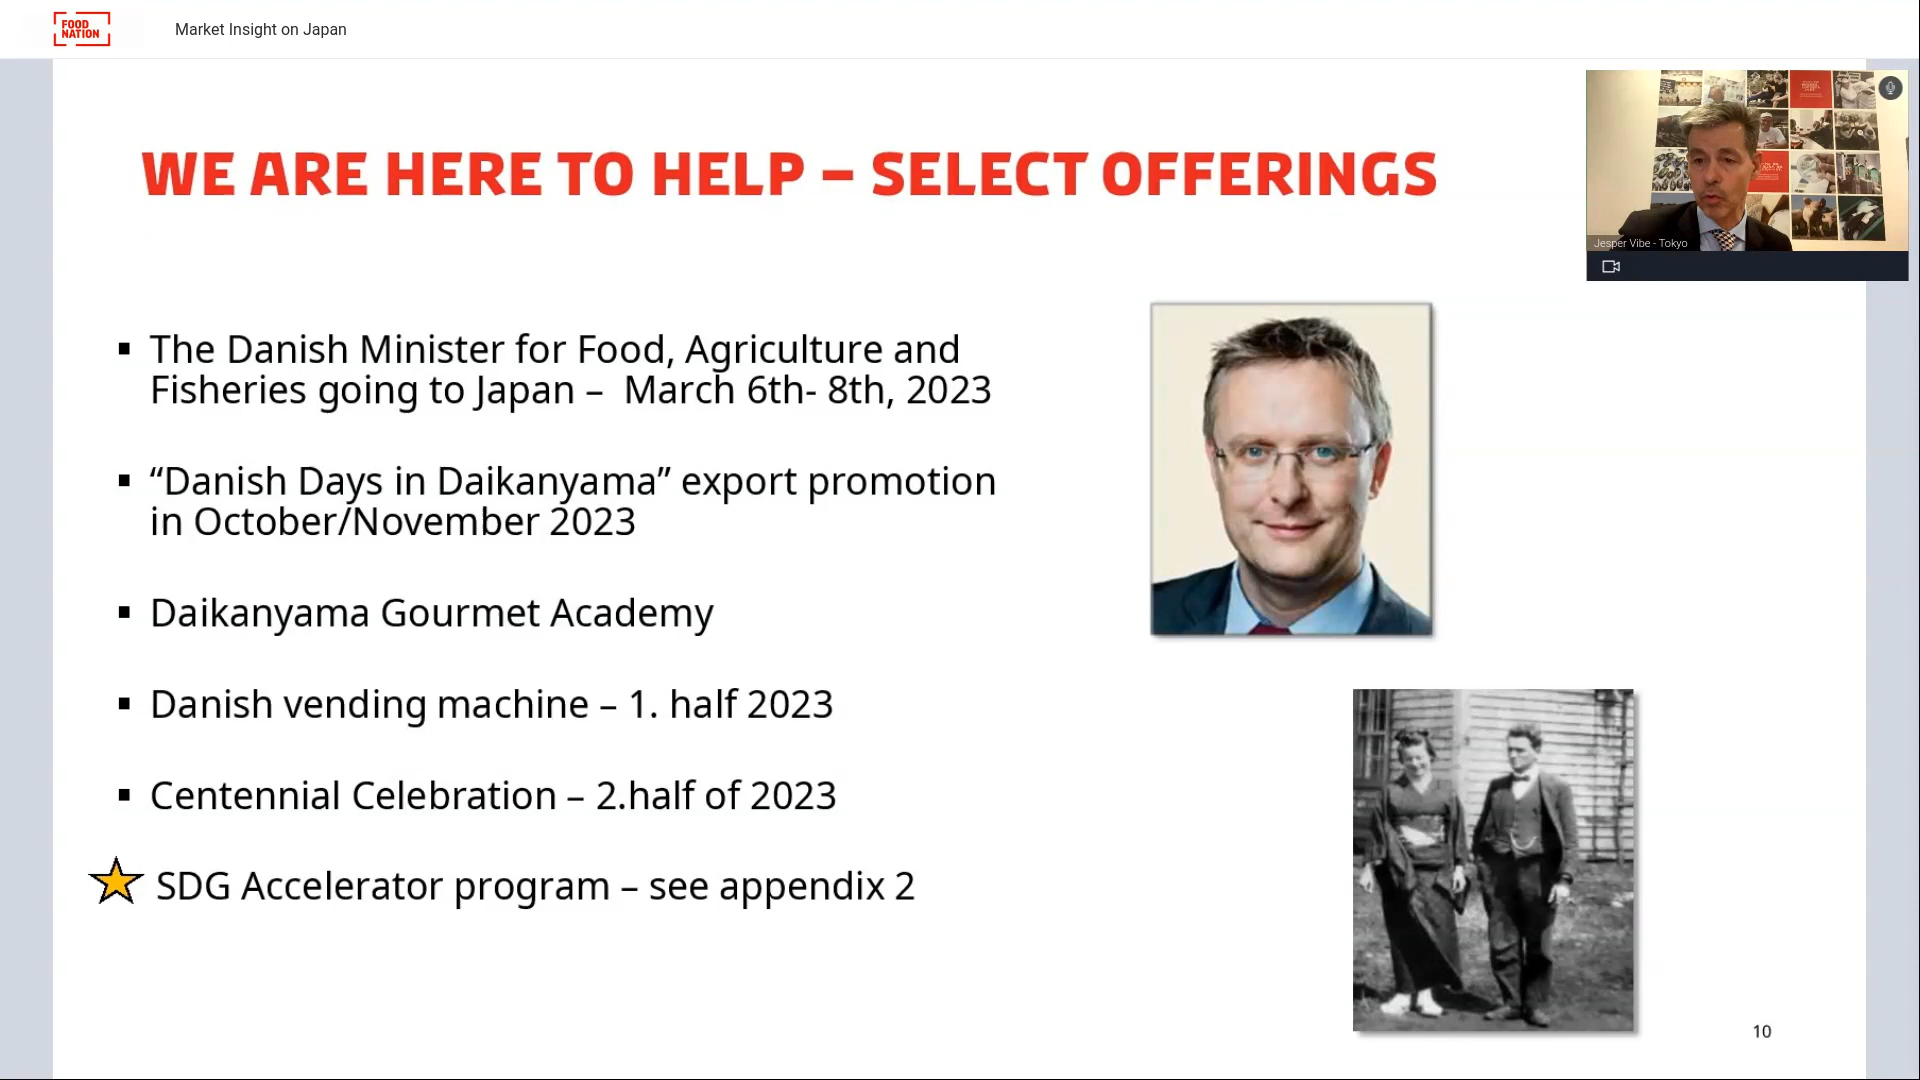 FOOD
NATION
Market Insight on Japan
WE ARE HERE TO HELP – SELECT OFFERINGS
Jesper Vibe - Tokyo
▪ The Danish Minister for Food, Agriculture and
Fisheries going to Japan – March 6th- 8th, 2023
▪ “Danish Days in Daikanyama” export promotion
in October/November 2023
▪ Daikanyama Gourmet Academy
▪ Danish vending machine – 1. half 2023
▪ Centennial Celebration – 2.half of 2023
SDG Accelerator program – see appendix 2
10